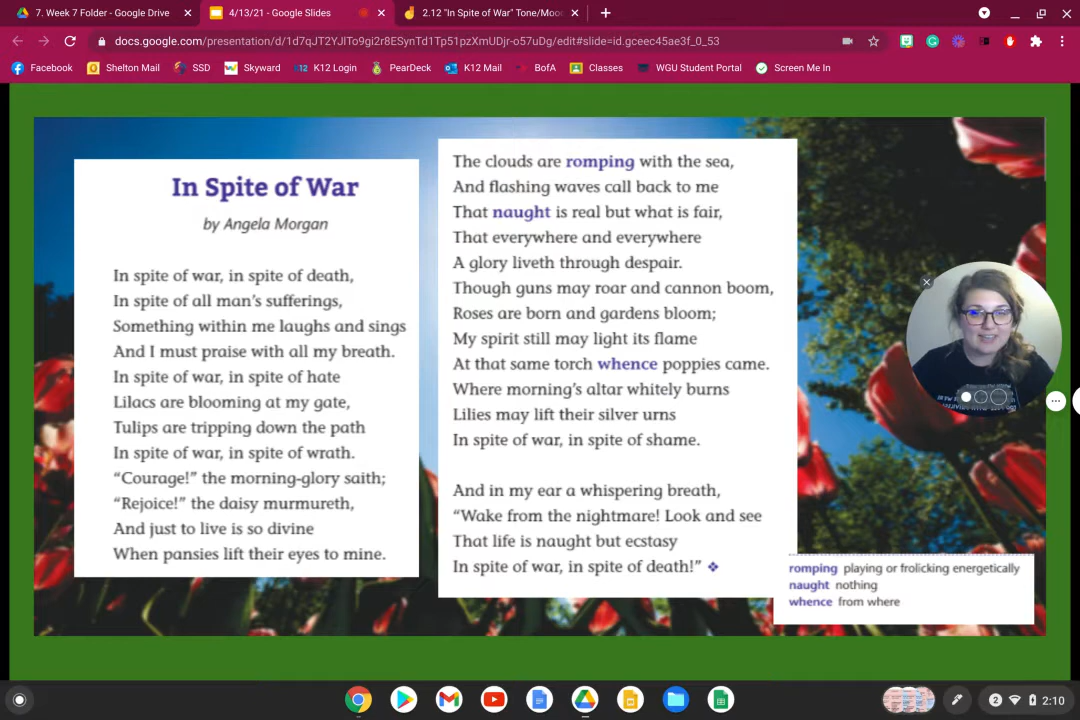 7. Week 7 Folder - Google Drive
4/13/21 - Google Slides
2.12 "In Spite of War" Tone/Moo
docs.google.com/presentation/d/1d7qJT2YJlTo9gi2r8ESynTd1Tp51pzXmUDjr-o57uDg/edit#slide=id.gceec45ae3f_0_53
Facebook
Shelton Mail
SSD
Skyward
K12 Login
PearDeck
K12 Mail
BofA
Classes
WGU Student Portal
Screen Me In
In Spite of War
by Angela Morgan
In spite of war, in spite of death,
In spite of all man's sufferings,
Something within me laughs and sings
And I must praise with all my breath.
In spite of war, in spite of hate
Lilacs are blooming at my gate,
Tulips are tripping down the path
In spite of war, in spite of wrath.
"Courage!" the morning-glory saith;
"Rejoice!" the daisy murmureth,
And just to live is so divine
When pansies lift their eyes to mine.
The clouds are romping with the sea,
And flashing waves call back to me
That naught is real but what is fair,
That everywhere and everywhere
A glory liveth through despair.
Though guns may roar and cannon boom,
Roses are born and gardens bloom;
My spirit still may light its flame
At that same torch whence poppies came.
Where morning's altar whitely burns
Lilies may lift their silver urns
In spite of war, in spite of shame.
And in my ear a whispering breath,
"Wake from the nightmare! Look and see
That life is naught but ecstasy
In spite of war, in spite of death!" ❖
romping playing or frolicking energetically
naught nothing
whence from where
2
2:10